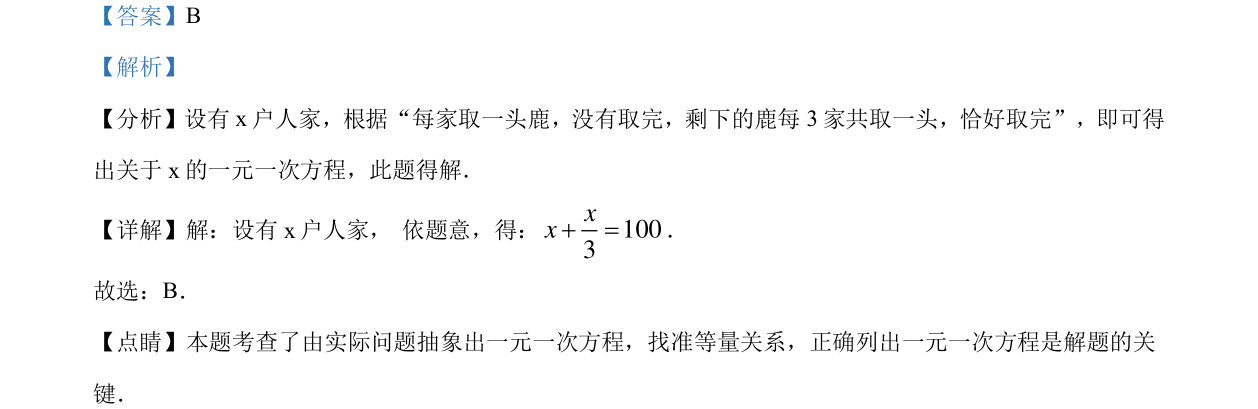 【答案】B
【解析】
【分析】设有 x 户人家，根据“每家取一头鹿，没有取完，剩下的鹿每 3 家共取一头，恰好取完”，即可得
出关于 x 的一元一次方程，此题得解．
【详解】解：设有 x 户人家， 依题意，得：x+x/3=100．
故选：B．
【点睛】本题考查了由实际问题抽象出一元一次方程，找准等量关系，正确列出一元一次方程是解题的关
键．